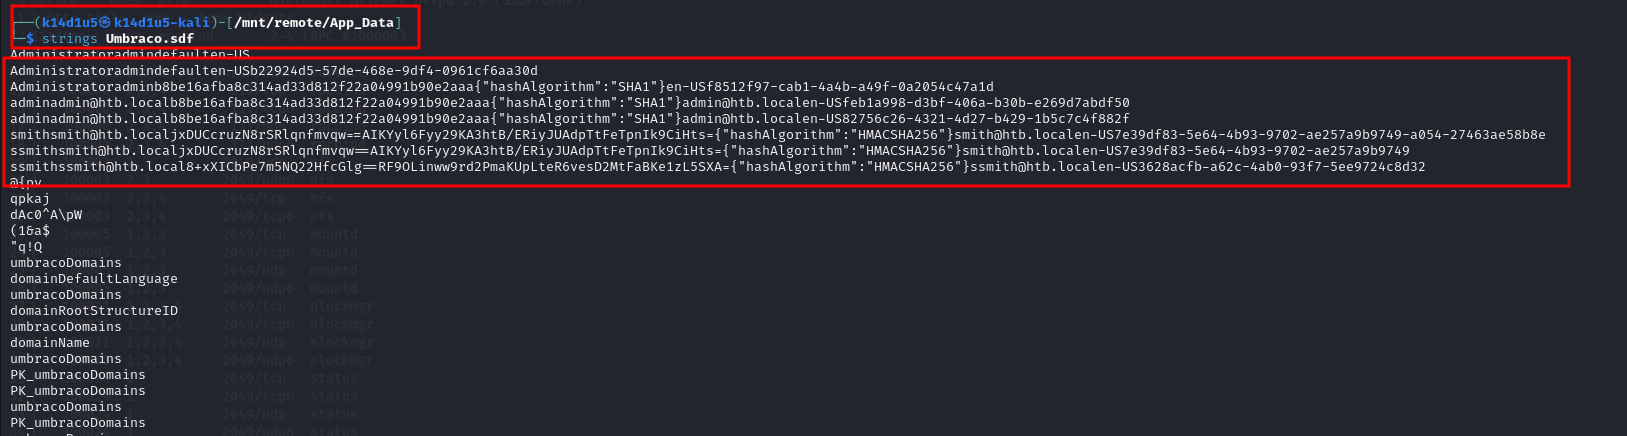 ┌──(k14d1u5㉿k14d1u5-kali)-[/mnt/remote/App_Data]
└─$ strings Umbraco.sdf
Administratoradmindefaulten-US
Administratoradmindefaulten-USb22924d5-57de-468e-9df4-0961cf6aa30d
Administratoradminb8be16afba8c314ad33d812f22a04991b90e2aaa{"hashAlgorithm":"SHA1"}en-USf8512f97-cab1-4a4b-a49f-0a2054c47a1d
adminadmin@htb.localb8be16afba8c314ad33d812f22a04991b90e2aaa{"hashAlgorithm":"SHA1"}admin@htb.localen-USfeb1a998-d3bf-406a-b30b-e269d7abdf50
adminadmin@htb.localb8be16afba8c314ad33d812f22a04991b90e2aaa{"hashAlgorithm":"SHA1"}admin@htb.localen-US82756c26-4321-4d27-b429-1b5c7c4f882f
smithsmith@htb.localjxDUCcruzN8rSRlqnfmvqw==AIKYyl6Fyy29KA3htB/ERiyJUAdpTtFeTpnIk9CiHts={"hashAlgorithm":"HMACSHA256"}smith@htb.localen-US7e39df83-5e64-4b93-9702-ae257a9b9749-a054-27463ae58b8e
ssmithsmith@htb.localjxDUCcruzN8rSRlqnfmvqw==AIKYyl6Fyy29KA3htB/ERiyJUAdpTtFeTpnIk9CiHts={"hashAlgorithm":"HMACSHA256"}smith@htb.localen-US7e39df83-5e64-4b93-9702-ae257a9b9749
ssmithssmith@htb.local8+xXICbPe7m5NQ22HfcGlg==RF9OLinww9rd2PmaKUpLteR6vesD2MtFaBKe1zL5SXA={"hashAlgorithm":"HMACSHA256"}ssmith@htb.localen-US3628acfb-a62c-4ab0-93f7-5ee9724c8d32
@{pv
qpkaj
dAc0^A\pW
(1&a$
"q!Q
umbracoDomains
domainDefaultLanguage
umbracoDomains
domainRootStructureID
umbracoDomains
domainName
umbracoDomains
PK_umbracoDomains
PK_umbracoDomains
umbracoDomains
PK_umbracoDomains